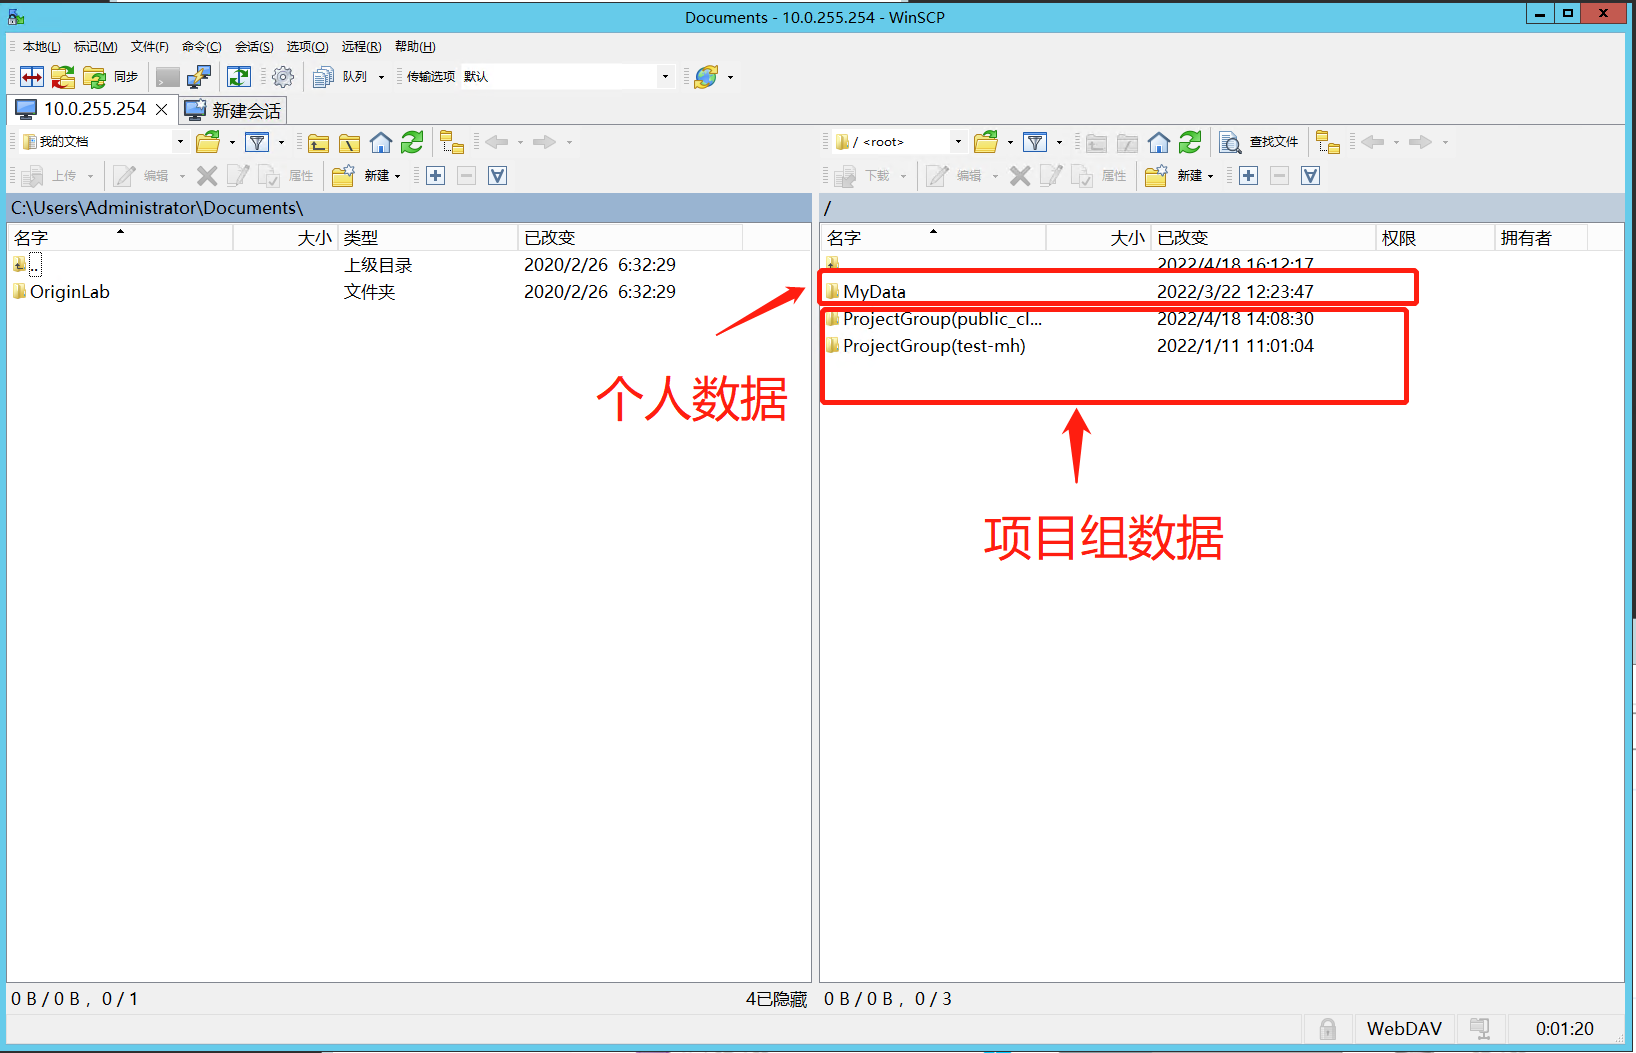 Documents - 10.0.255.254 - WinSCP
本地(L) 标记(M) 文件(F) 命令(C) 会话(S) 选项(O) 远程(R) 帮助(H)
同步 队列 传输选项 默认
10.0.255.254 新建会话
我的文档 / <root> 查找文件
上传 编辑 属性 新建 下载 编辑 属性 新建
C:\Users\Administrator\Documents\ /
名字 大小 类型 已改变 名字 大小 已改变 权限 拥有者
.. 上级目录 2020/2/26 6:32:29 2022/4/18 16:12:17
OriginLab 文件夹 2020/2/26 6:32:29 MyData 2022/3/22 12:23:47
ProjectGroup(public_cl... 2022/4/18 14:08:30
ProjectGroup(test-mh) 2022/1/11 11:01:04
个人数据
项目组数据
0 B / 0 B , 0 / 1 4已隐藏 0 B / 0 B , 0 / 3
WebDAV 0:01:20